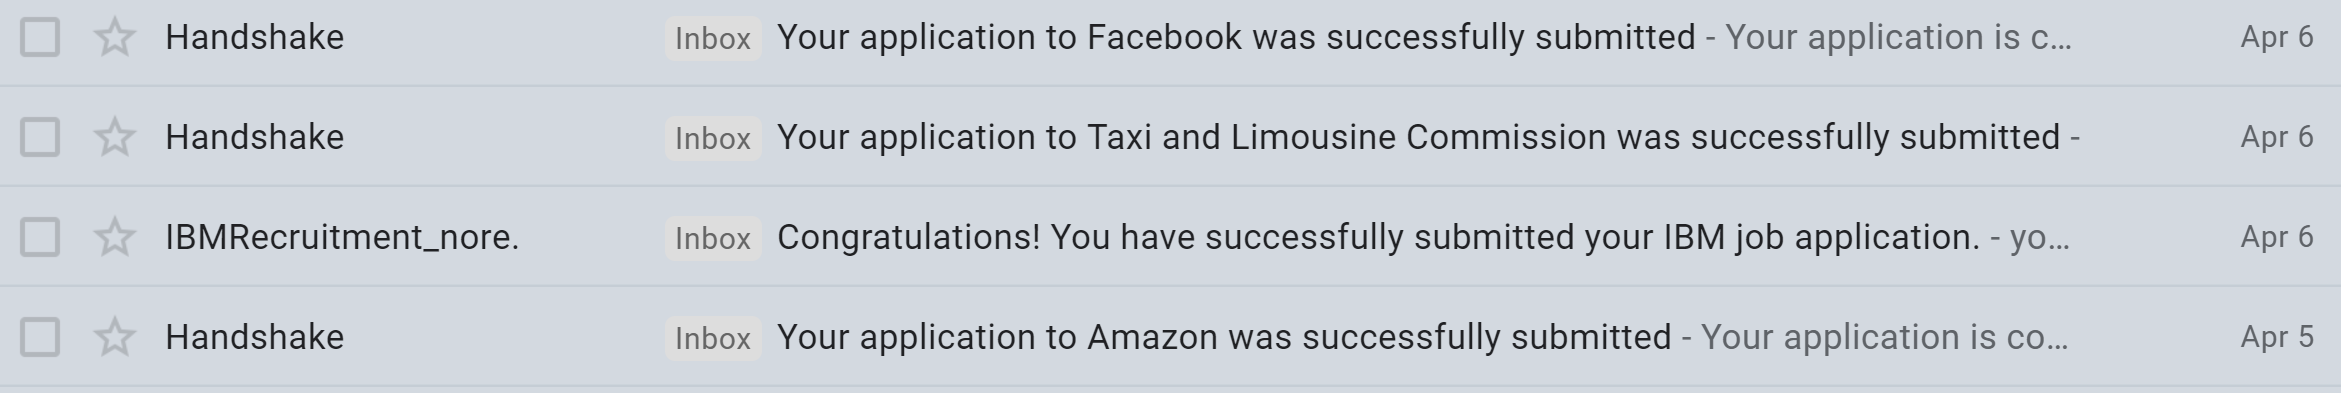 Handshake Inbox Your application to Facebook was successfully submitted - Your application is c...
Apr 6
Handshake Inbox Your application to Taxi and Limousine Commission was successfully submitted -
Apr 6
IBMRecruitment_nore. Inbox Congratulations! You have successfully submitted your IBM job application. - yo...
Apr 6
Handshake Inbox Your application to Amazon was successfully submitted - Your application is co...
Apr 5